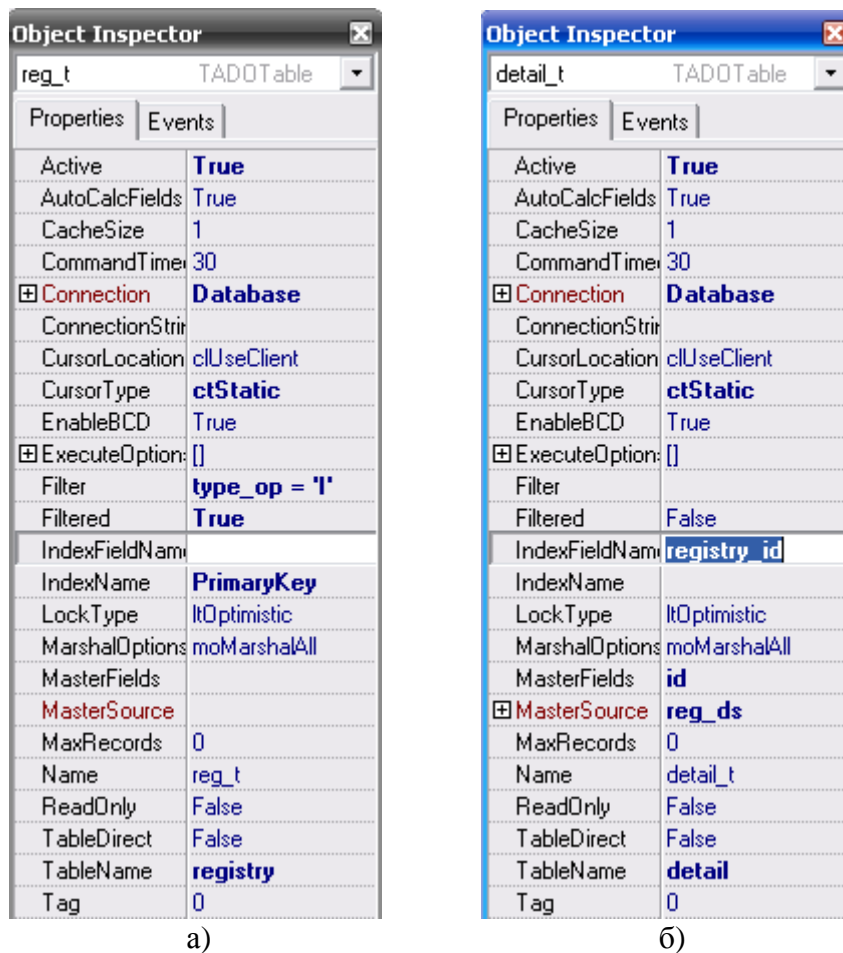 Object Inspector
reg_t TADOTable
Properties Events
Active True
AutoCalcFields True
CacheSize 1
CommandTime 30
Connection Database
ConnectionStrin
CursorLocation clUseClient
CursorType ctStatic
EnableBCD True
ExecuteOption: []
Filter type_op = 'I'
Filtered True
IndexFieldName
IndexName PrimaryKey
LockType ltOptimistic
MarshalOptions moMarshalAll
MasterFields
MasterSource
MaxRecords 0
Name reg_t
ReadOnly False
TableDirect False
TableName registry
Tag 0
а)
Object Inspector
detail_t TADOTable
Properties Events
Active True
AutoCalcFields True
CacheSize 1
CommandTime 30
Connection Database
ConnectionStrin
CursorLocation clUseClient
CursorType ctStatic
EnableBCD True
ExecuteOption: []
Filter
Filtered False
IndexFieldName registry_id
IndexName
LockType ltOptimistic
MarshalOptions moMarshalAll
MasterFields id
MasterSource reg_ds
MaxRecords 0
Name detail_t
ReadOnly False
TableDirect False
TableName detail
Tag 0
б)